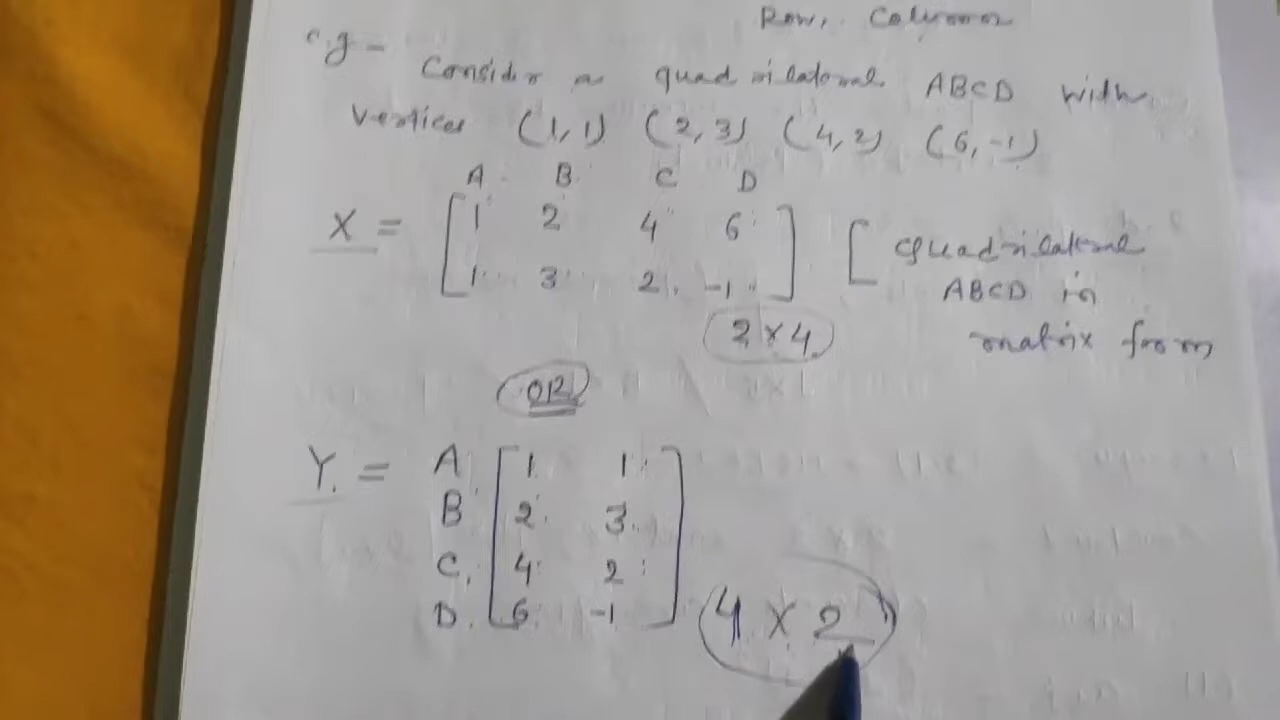 Row, Column
e.g - Consider a quadrilateral ABCD with
Vertices (1,1) (2,3) (4,2) (6,-1)
A B C D
X = [ 1 2 4 6 ] [ quadrilateral
1 3 2 -1 ABCD in
2 x 4 matrix form
OR
Y = A [ 1 1 ]
B 2 3
C 4 2
D 6 -1
4 x 2